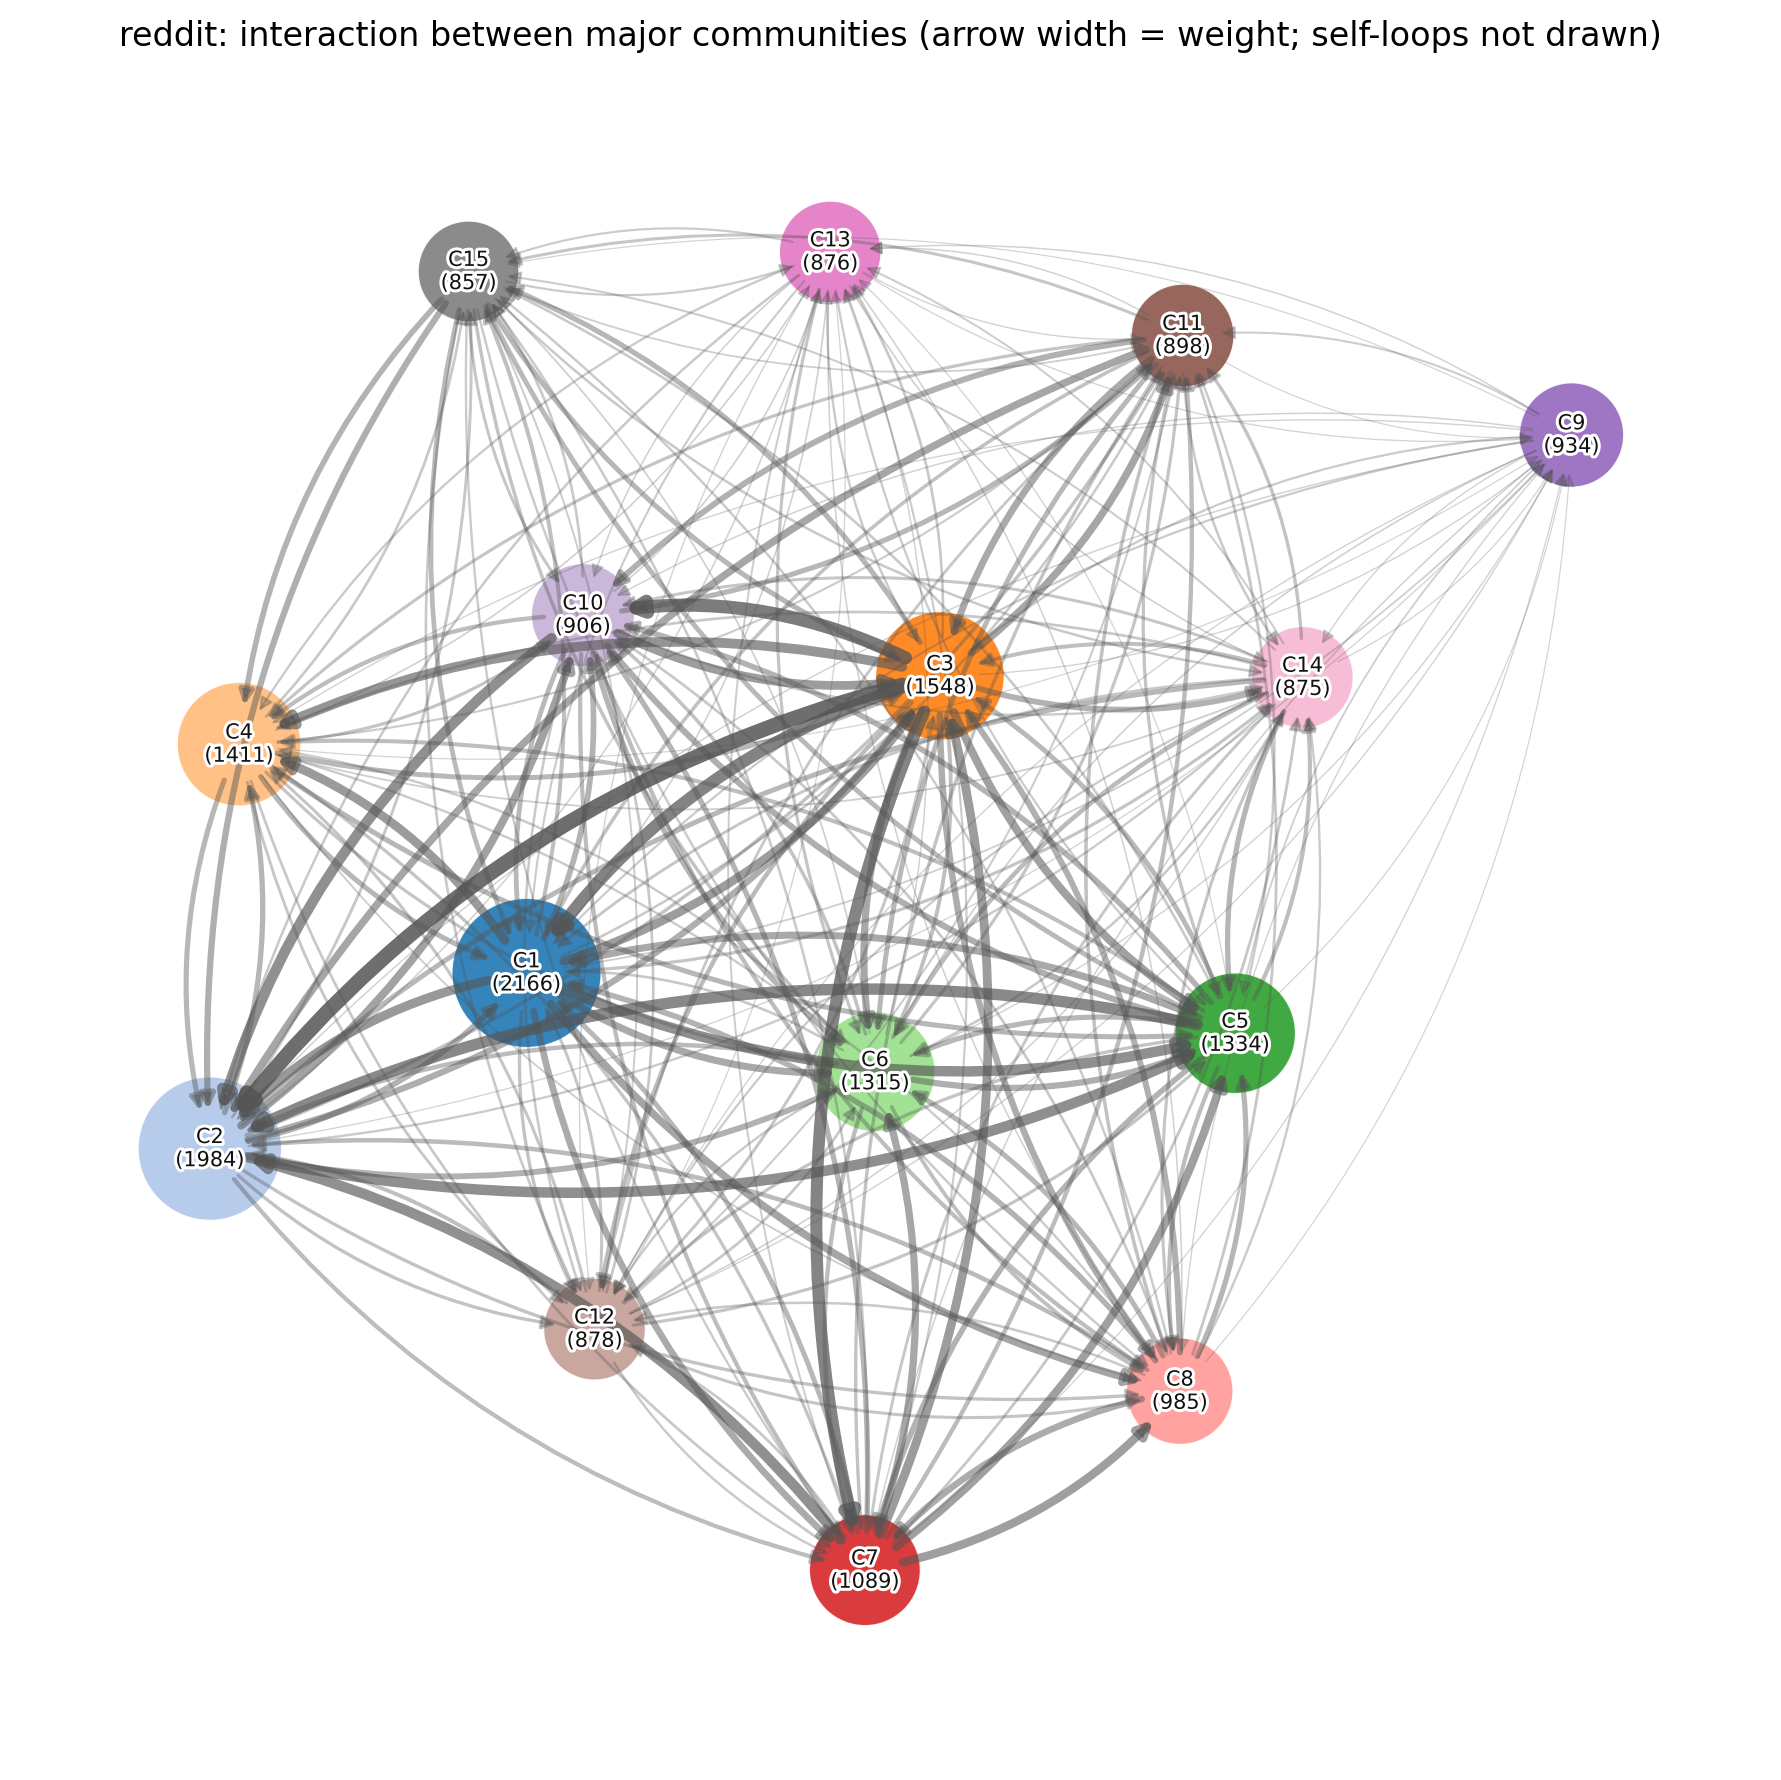 reddit: interaction between major communities (arrow width = weight; self-loops not drawn)
C13
(876)
C15
(857)
C11
(898)
C9
(934)
C10
(906)
C3
(1548)
C14
(875)
C4
(1411)
C1
(2166)
C5
(1334)
C6
(1315)
C2
(1984)
C12
(878)
C8
(985)
C7
(1089)